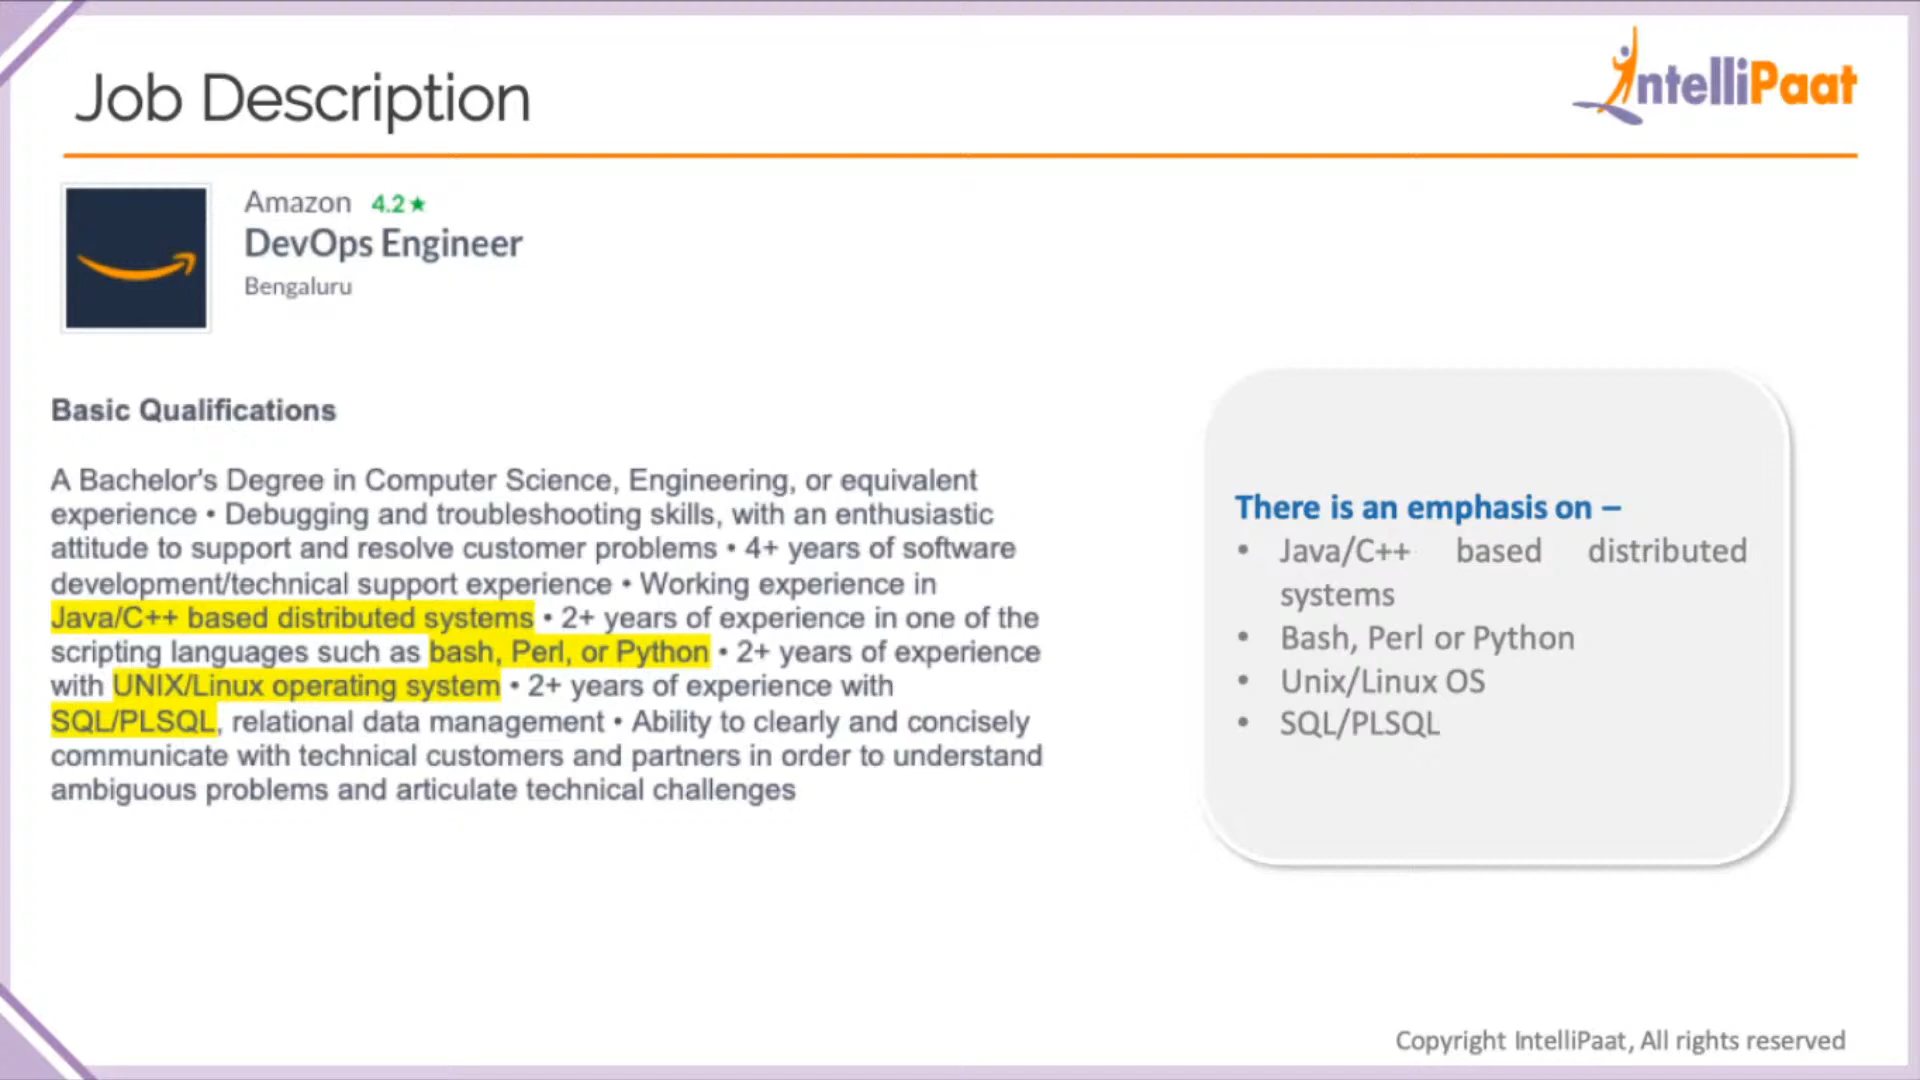 Job Description
IntelliPaat
Amazon 4.2★
DevOps Engineer
Bengaluru
Basic Qualifications
A Bachelor's Degree in Computer Science, Engineering, or equivalent
experience • Debugging and troubleshooting skills, with an enthusiastic
attitude to support and resolve customer problems • 4+ years of software
development/technical support experience • Working experience in
Java/C++ based distributed systems • 2+ years of experience in one of the
scripting languages such as bash, Perl, or Python • 2+ years of experience
with UNIX/Linux operating system • 2+ years of experience with
SQL/PLSQL, relational data management • Ability to clearly and concisely
communicate with technical customers and partners in order to understand
ambiguous problems and articulate technical challenges
There is an emphasis on –
• Java/C++ based distributed
systems
• Bash, Perl or Python
• Unix/Linux OS
• SQL/PLSQL
Copyright IntelliPaat, All rights reserved